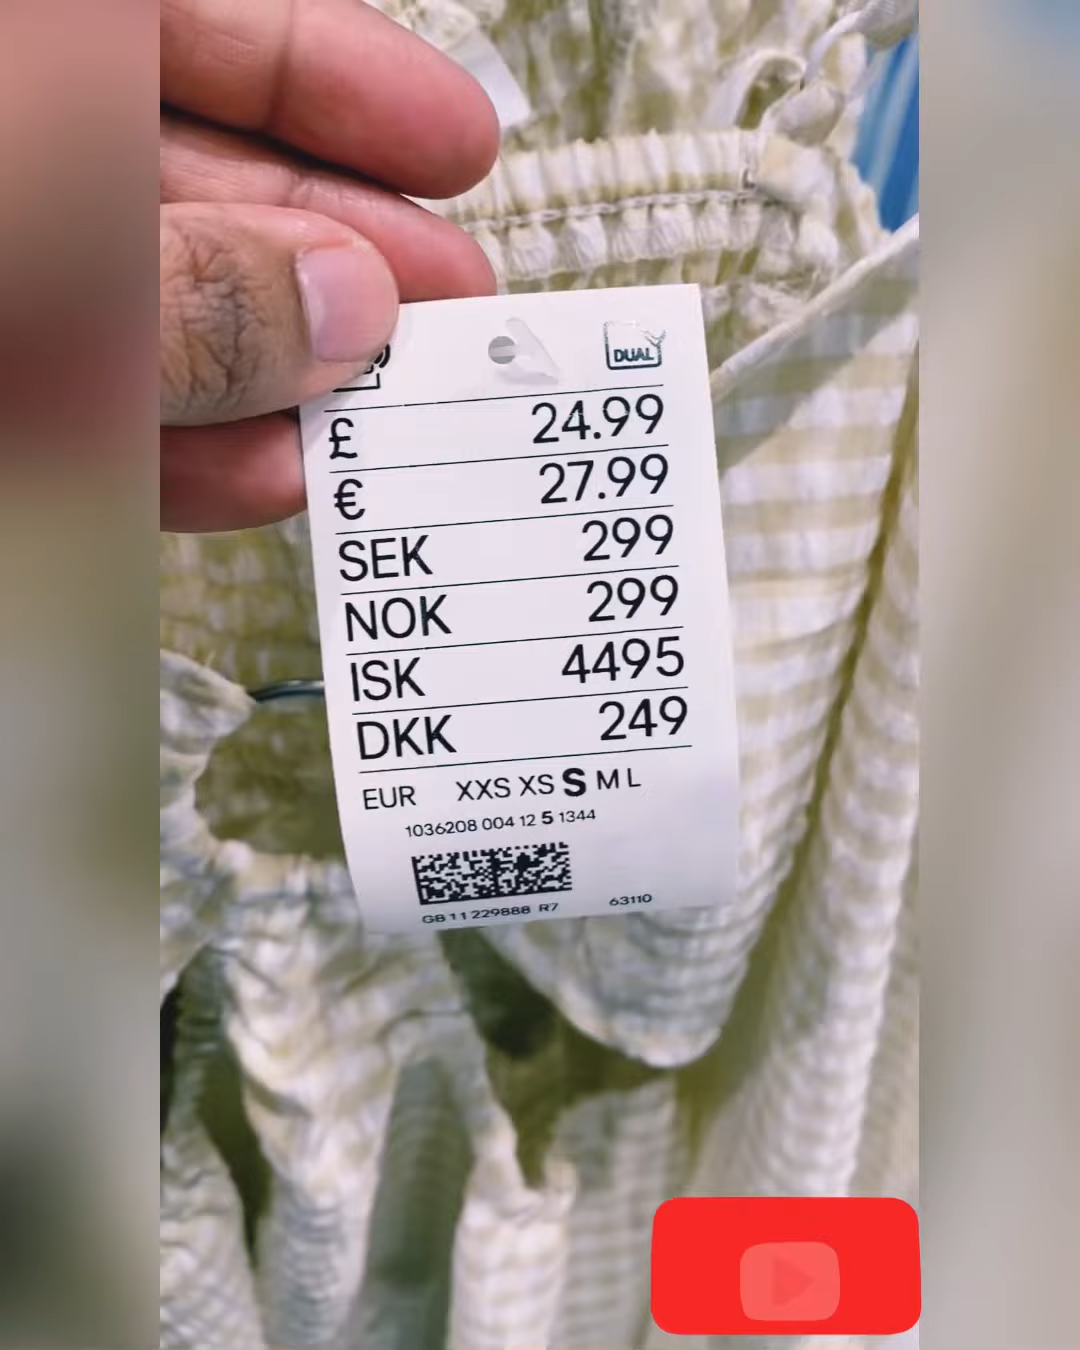 DUAL
£ 24.99
€ 27.99
SEK 299
NOK 299
ISK 4495
DKK 249
EUR XXS XS S M L
1036208 004 12 5 1344
GB 11 229888 R7 63110